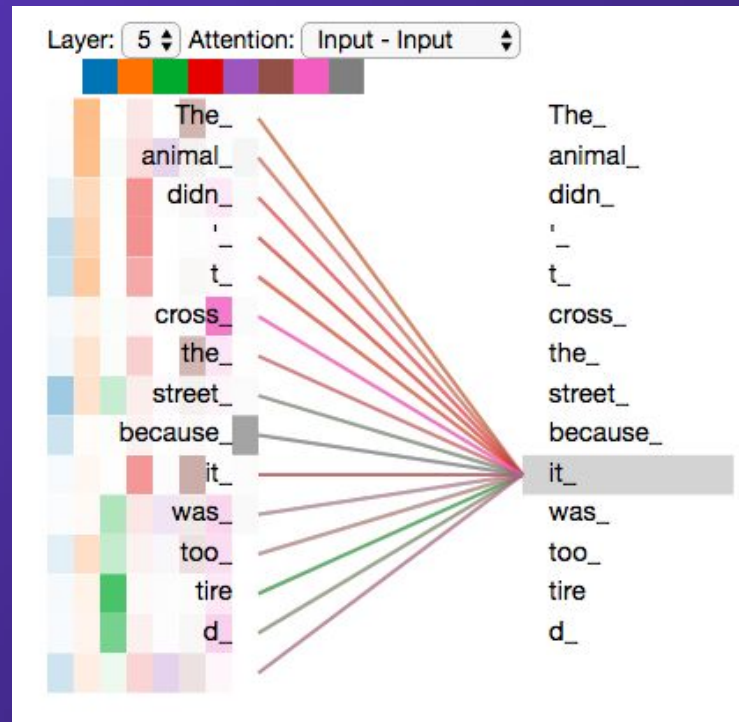 Layer: 5 Attention: Input - Input
The_ The_
animal_ animal_
didn_ didn_
'_ '_
t_ t_
cross_ cross_
the_ the_
street_ street_
because_ because_
it_ it_
was_ was_
too_ too_
tire tire
d_ d_